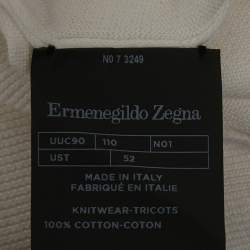 NO 7 3249
Ermenegildo Zegna
UUC90 110 N01
UST 52
MADE IN ITALY
FABRIQUÉ EN ITALIE
KNITWEAR-TRICOTS
100% COTTON-COTON